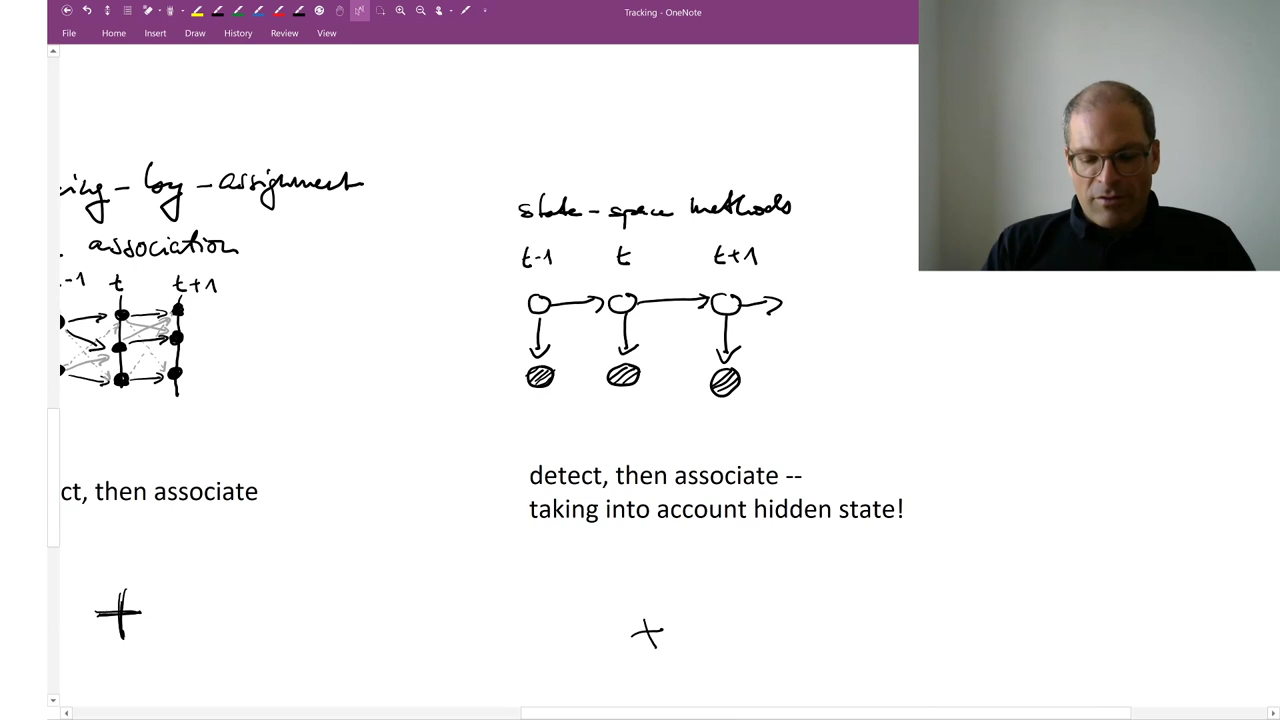 Tracking - OneNote
File Home Insert Draw History Review View
ing - by - assignment
association
-1 t t+1
ct, then associate
state - space methods
t-1 t t+1
detect, then associate --
taking into account hidden state!